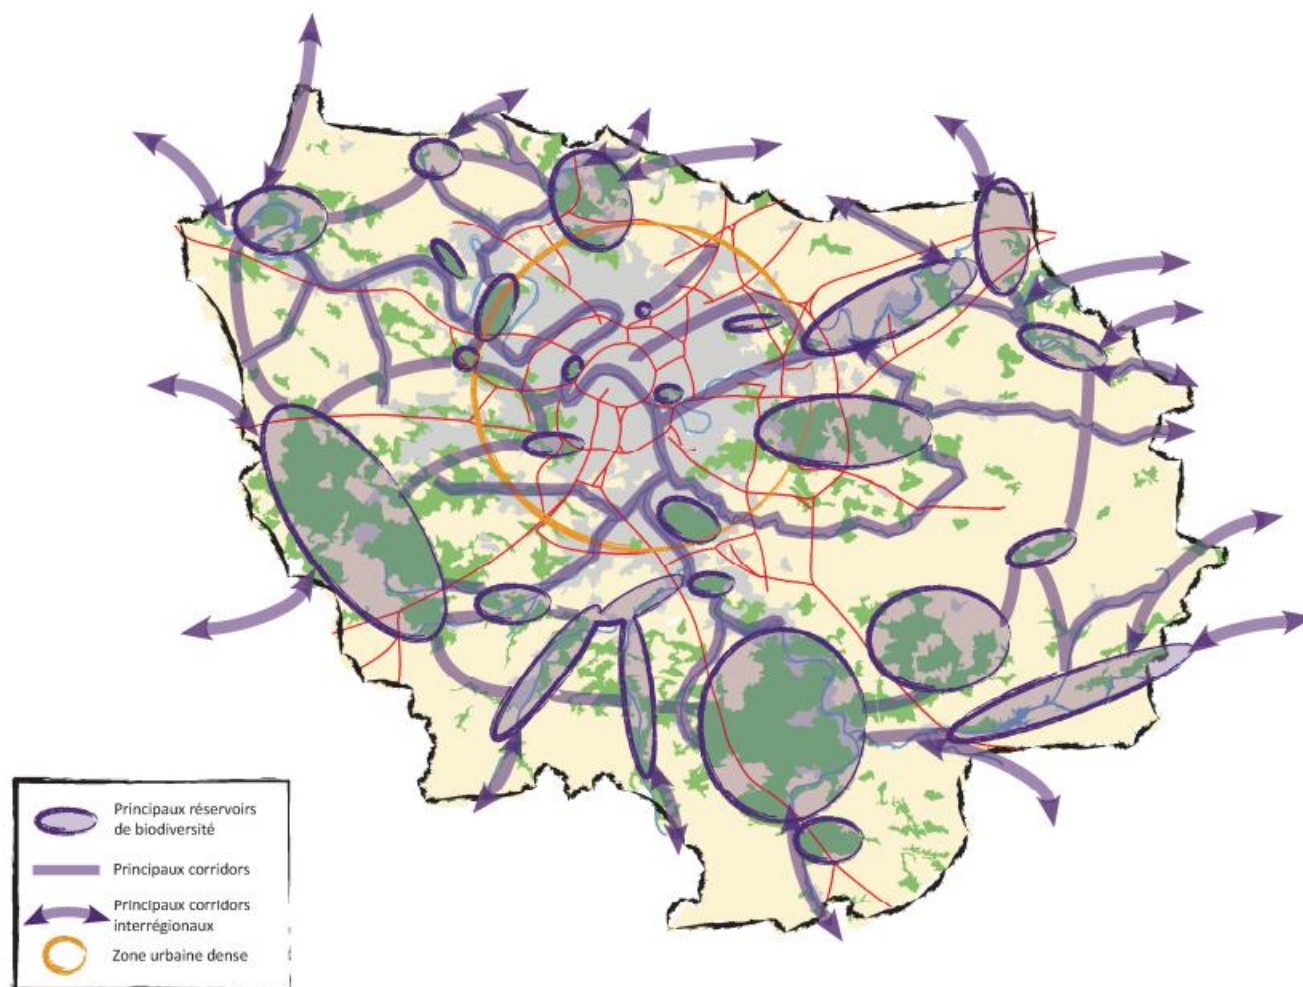 Principaux réservoirs
de biodiversité
Principaux corridors
Principaux corridors
interrégionaux
Zone urbaine dense